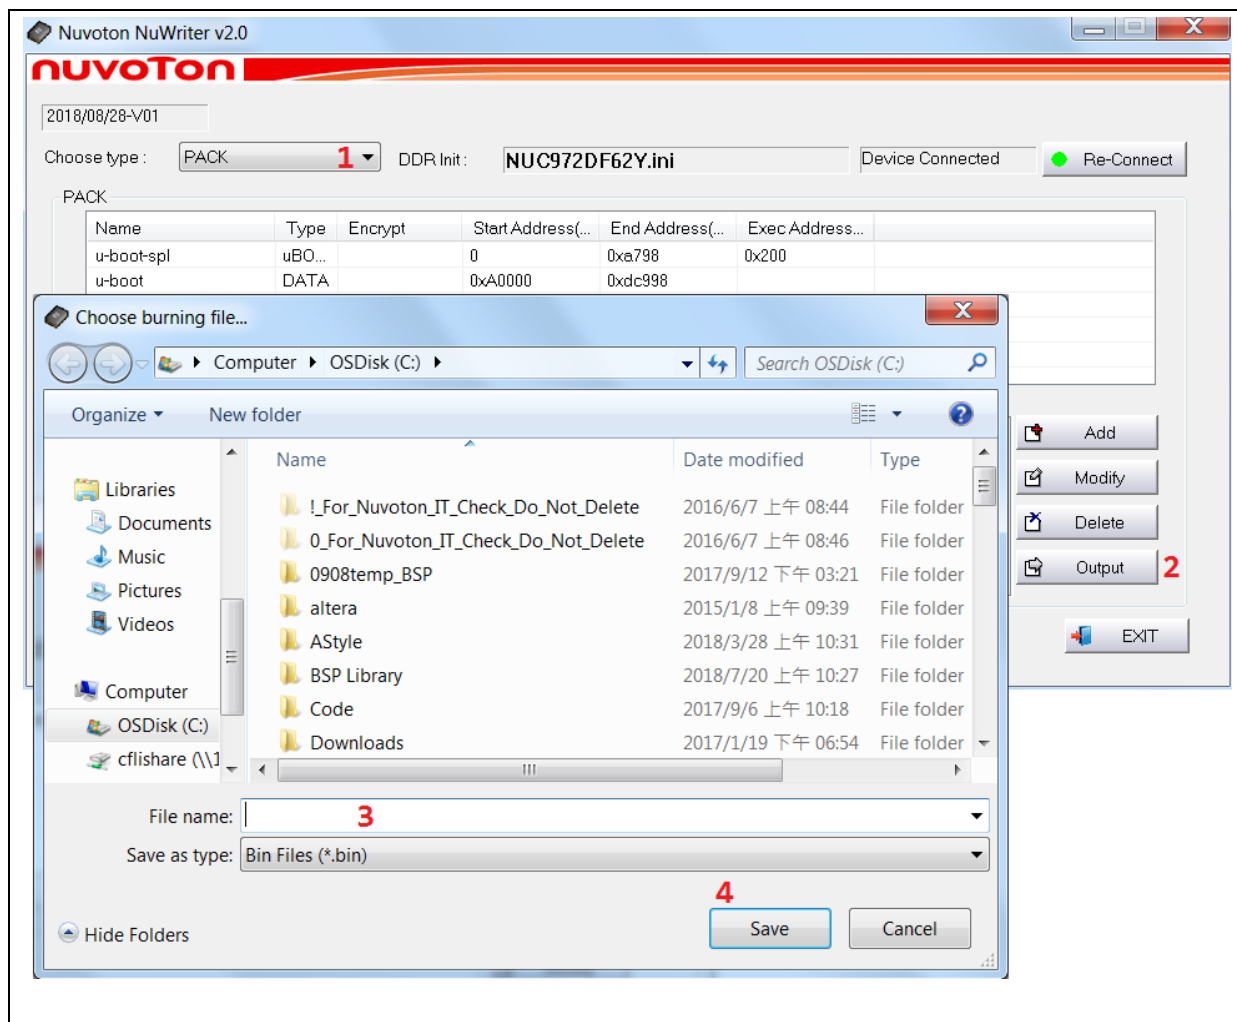 Nuvoton NuWriter v2.0
nuvoTon
2018/08/28-V01
Choose type : PACK 1 DDR Init : NUC972DF62Y.ini Device Connected Re-Connect
PACK
Name Type Encrypt Start Address(... End Address(... Exec Address...
u-boot-spl uBO... 0 0xa798 0x200
u-boot DATA 0xA0000 0xdc998
Choose burning file...
Computer OSDisk (C:) Search OSDisk (C:)
Organize New folder
Name Date modified Type
Libraries
Documents
Music
Pictures
Videos
Computer
OSDisk (C:)
cflishare (\\1
!_For_Nuvoton_IT_Check_Do_Not_Delete 2016/6/7 上午 08:44 File folder
0_For_Nuvoton_IT_Check_Do_Not_Delete 2016/6/7 上午 08:46 File folder
0908temp_BSP 2017/9/12 下午 03:21 File folder
altera 2015/1/8 上午 09:39 File folder
AStyle 2018/3/28 上午 10:31 File folder
BSP Library 2018/7/20 上午 10:27 File folder
Code 2017/9/6 上午 10:18 File folder
Downloads 2017/1/19 下午 06:54 File folder
File name: 3
Save as type: Bin Files (*.bin)
4
Hide Folders Save Cancel
Add
Modify
Delete
Output 2
EXIT